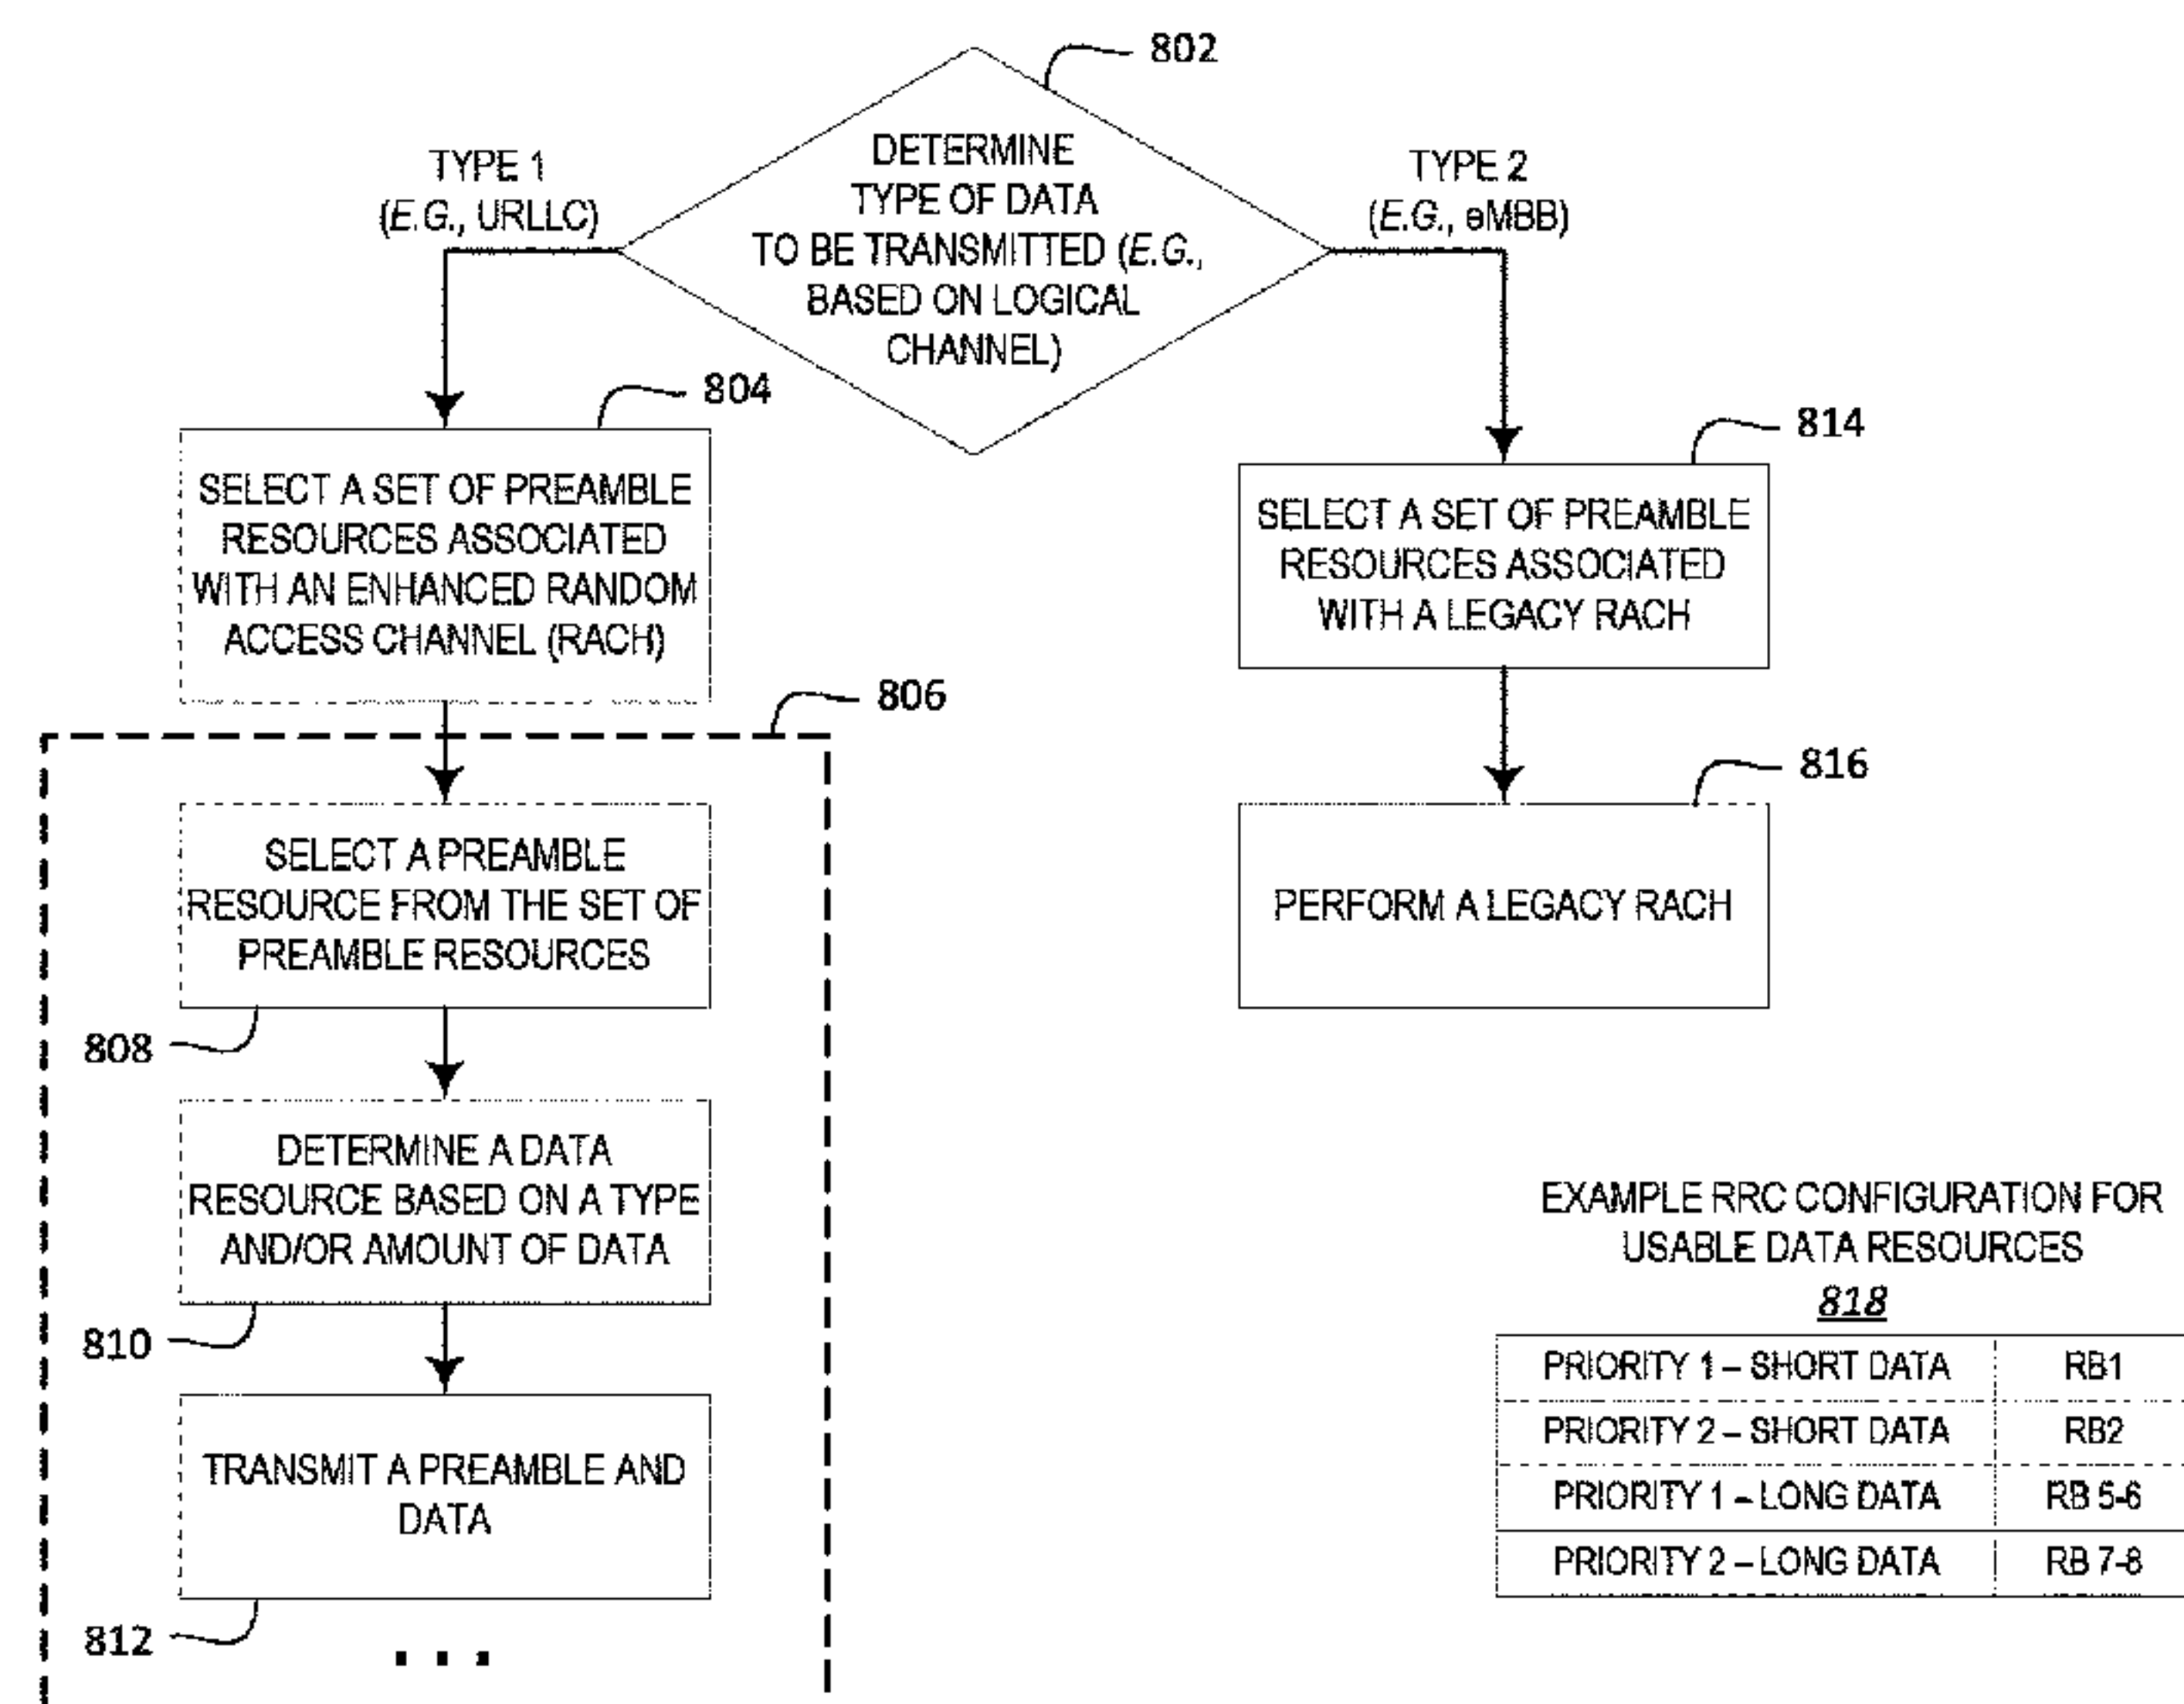 802
DETERMINE
TYPE OF DATA
TO BE TRANSMITTED (E.G.,
BASED ON LOGICAL
CHANNEL)
TYPE 1
(E.G., URLLC)
TYPE 2
(E.G., eMBB)
804
SELECT A SET OF PREAMBLE
RESOURCES ASSOCIATED
WITH AN ENHANCED RANDOM
ACCESS CHANNEL (RACH)
806
SELECT A PREAMBLE
RESOURCE FROM THE SET OF
PREAMBLE RESOURCES
808
DETERMINE A DATA
RESOURCE BASED ON A TYPE
AND/OR AMOUNT OF DATA
810
TRANSMIT A PREAMBLE AND
DATA
812
...
814
SELECT A SET OF PREAMBLE
RESOURCES ASSOCIATED
WITH A LEGACY RACH
816
PERFORM A LEGACY RACH
EXAMPLE RRC CONFIGURATION FOR
USABLE DATA RESOURCES
818
PRIORITY 1 – SHORT DATA RB1
PRIORITY 2 – SHORT DATA RB2
PRIORITY 1 – LONG DATA RB 5-6
PRIORITY 2 – LONG DATA RB 7-8